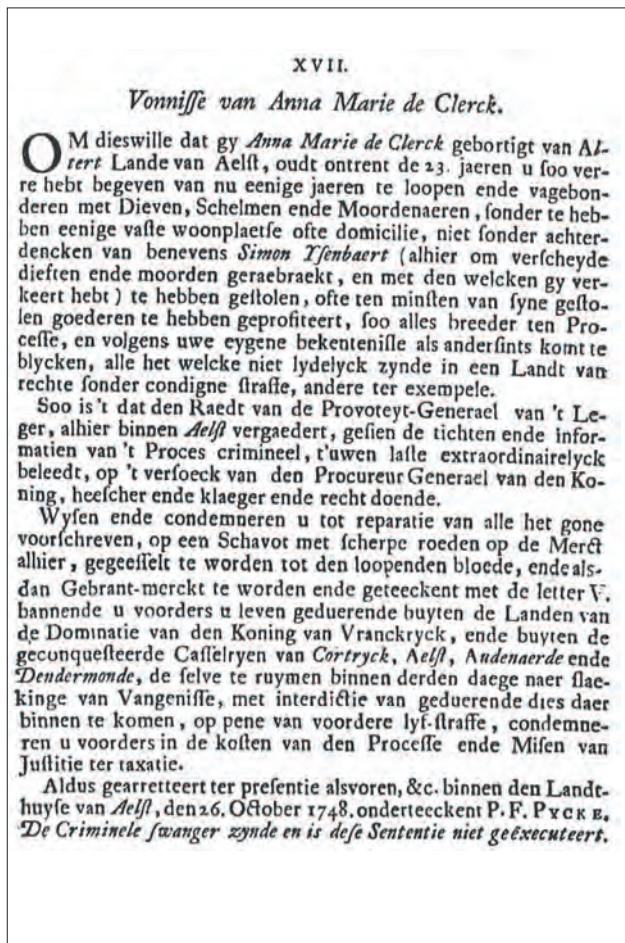 XVII.
Vonniſſe van Anna Marie de Clerck.
OM dieswille dat gy Anna Marie de Clerck gebortigt van Al-
tert Lande van Aelſt, oudt ontrent de 23. jaeren u ſoo ver-
re hebt begeven van nu eenige jaeren te loopen ende vagebon-
deren met Dieven, Schelmen ende Moordenaeren, ſonder te heb-
ben eenige vaſte woonplaetſe ofte domicilie, niet ſonder achter-
dencken van benevens Simon Yſenbaert (alhier om verſcheyde
dieften ende moorden geraebraekt, en met den welcken gy ver-
keert hebt) te hebben geſtolen, ofte ten minſten van ſyne geſto-
len goederen te hebben geprofiteert, ſoo alles breeder ten Pro-
ceſſe, en volgens uwe eygene bekenteniſſe als anderſints komt te
blycken, alle het welcke niet lydelyck zynde in een Landt van
rechte ſonder condigne ſtraffe, andere ter exempele.
Soo is't dat den Raedt van de Provoteyt-Generael van 't Le-
ger, alhier binnen Aelſt vergaedert, geſien de tichten ende infor-
matien van 't Proces crimineel, t'uwen laſte extraordinairelyck
beleedt, op 't verſoeck van den Procureur Generael van den Ko-
ning, heeſcher ende klaeger ende recht doende.
Wyſen ende condemneren u tot reparatie van alle het gone
voorſchreven, op een Schavot met ſcherpe roeden op de Merct
alhier, gegeeſſelt te worden tot den loopenden bloede, ende als-
dan Gebrant-merckt te worden ende geteeckent met de letter V.
bannende u voorders u leven geduerende buyten de Landen van
de Dominatie van den Koning van Vranckryck, ende buyten de
geconqueſteerde Caſſelryen van Cortryck, Aelſt, Audenaerde ende
Dendermonde, de ſelve te ruymen binnen derden daege naer ſlae-
kinge van Vangeniſſe, met interdictie van geduerende dies daer
binnen te komen, op pene van voordere lyf-ſtraffe, condemne-
ren u voorders in de koſten van den Proceſſe ende Miſen van
Juſtitie ter taxatie.
Aldus gearretteert ter preſentie alsvoren, &c. binnen den Landt-
huyſe van Aelſt, den 26. October 1748. onderteeckent P. F. PYCKE.
De Criminele ſwanger zynde en is deſe Sententie niet geëxecuteert.